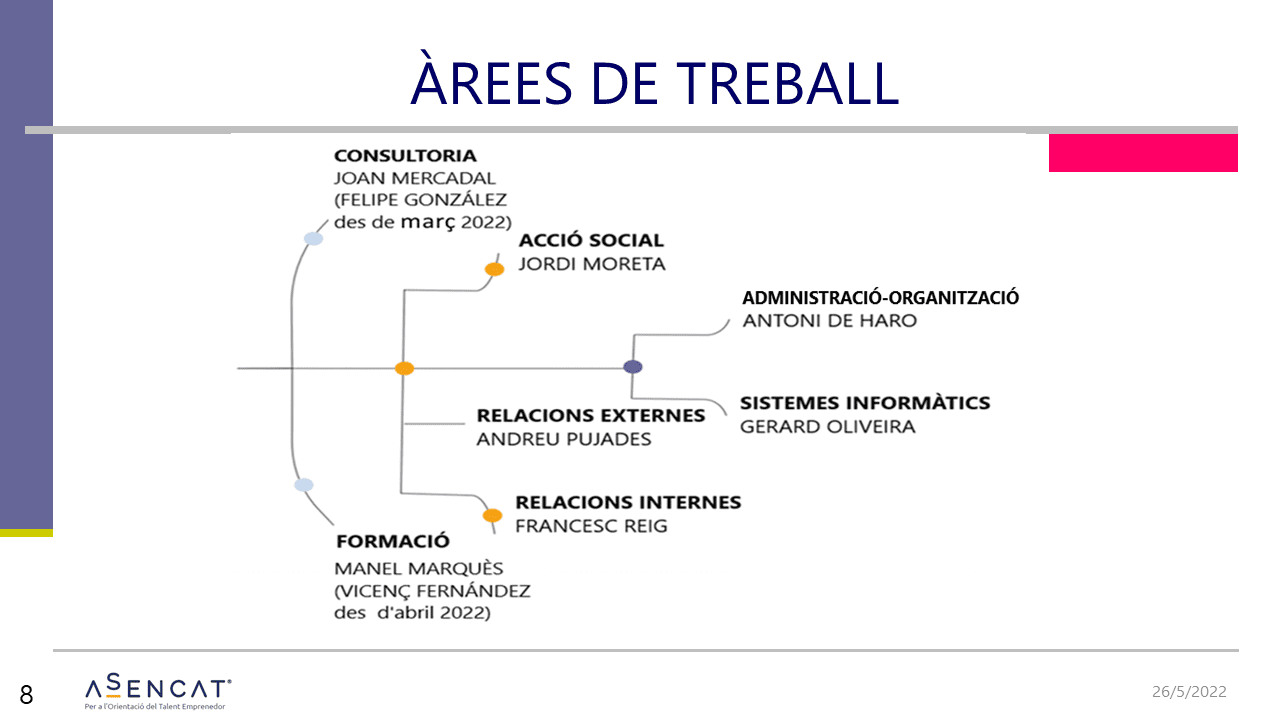 ÀREES DE TREBALL
CONSULTORIA
JOAN MERCADAL
(FELIPE GONZÁLEZ
des de març 2022)
ACCIÓ SOCIAL
JORDI MORETA
ADMINISTRACIÓ-ORGANITZACIÓ
ANTONI DE HARO
SISTEMES INFORMÀTICS
GERARD OLIVEIRA
RELACIONS EXTERNES
ANDREU PUJADES
RELACIONS INTERNES
FRANCESC REIG
FORMACIÓ
MANEL MARQUÈS
(VICENÇ FERNÁNDEZ
des d'abril 2022)
8
ASENCAT®
Per a l'Orientació del Talent Emprenedor
26/5/2022